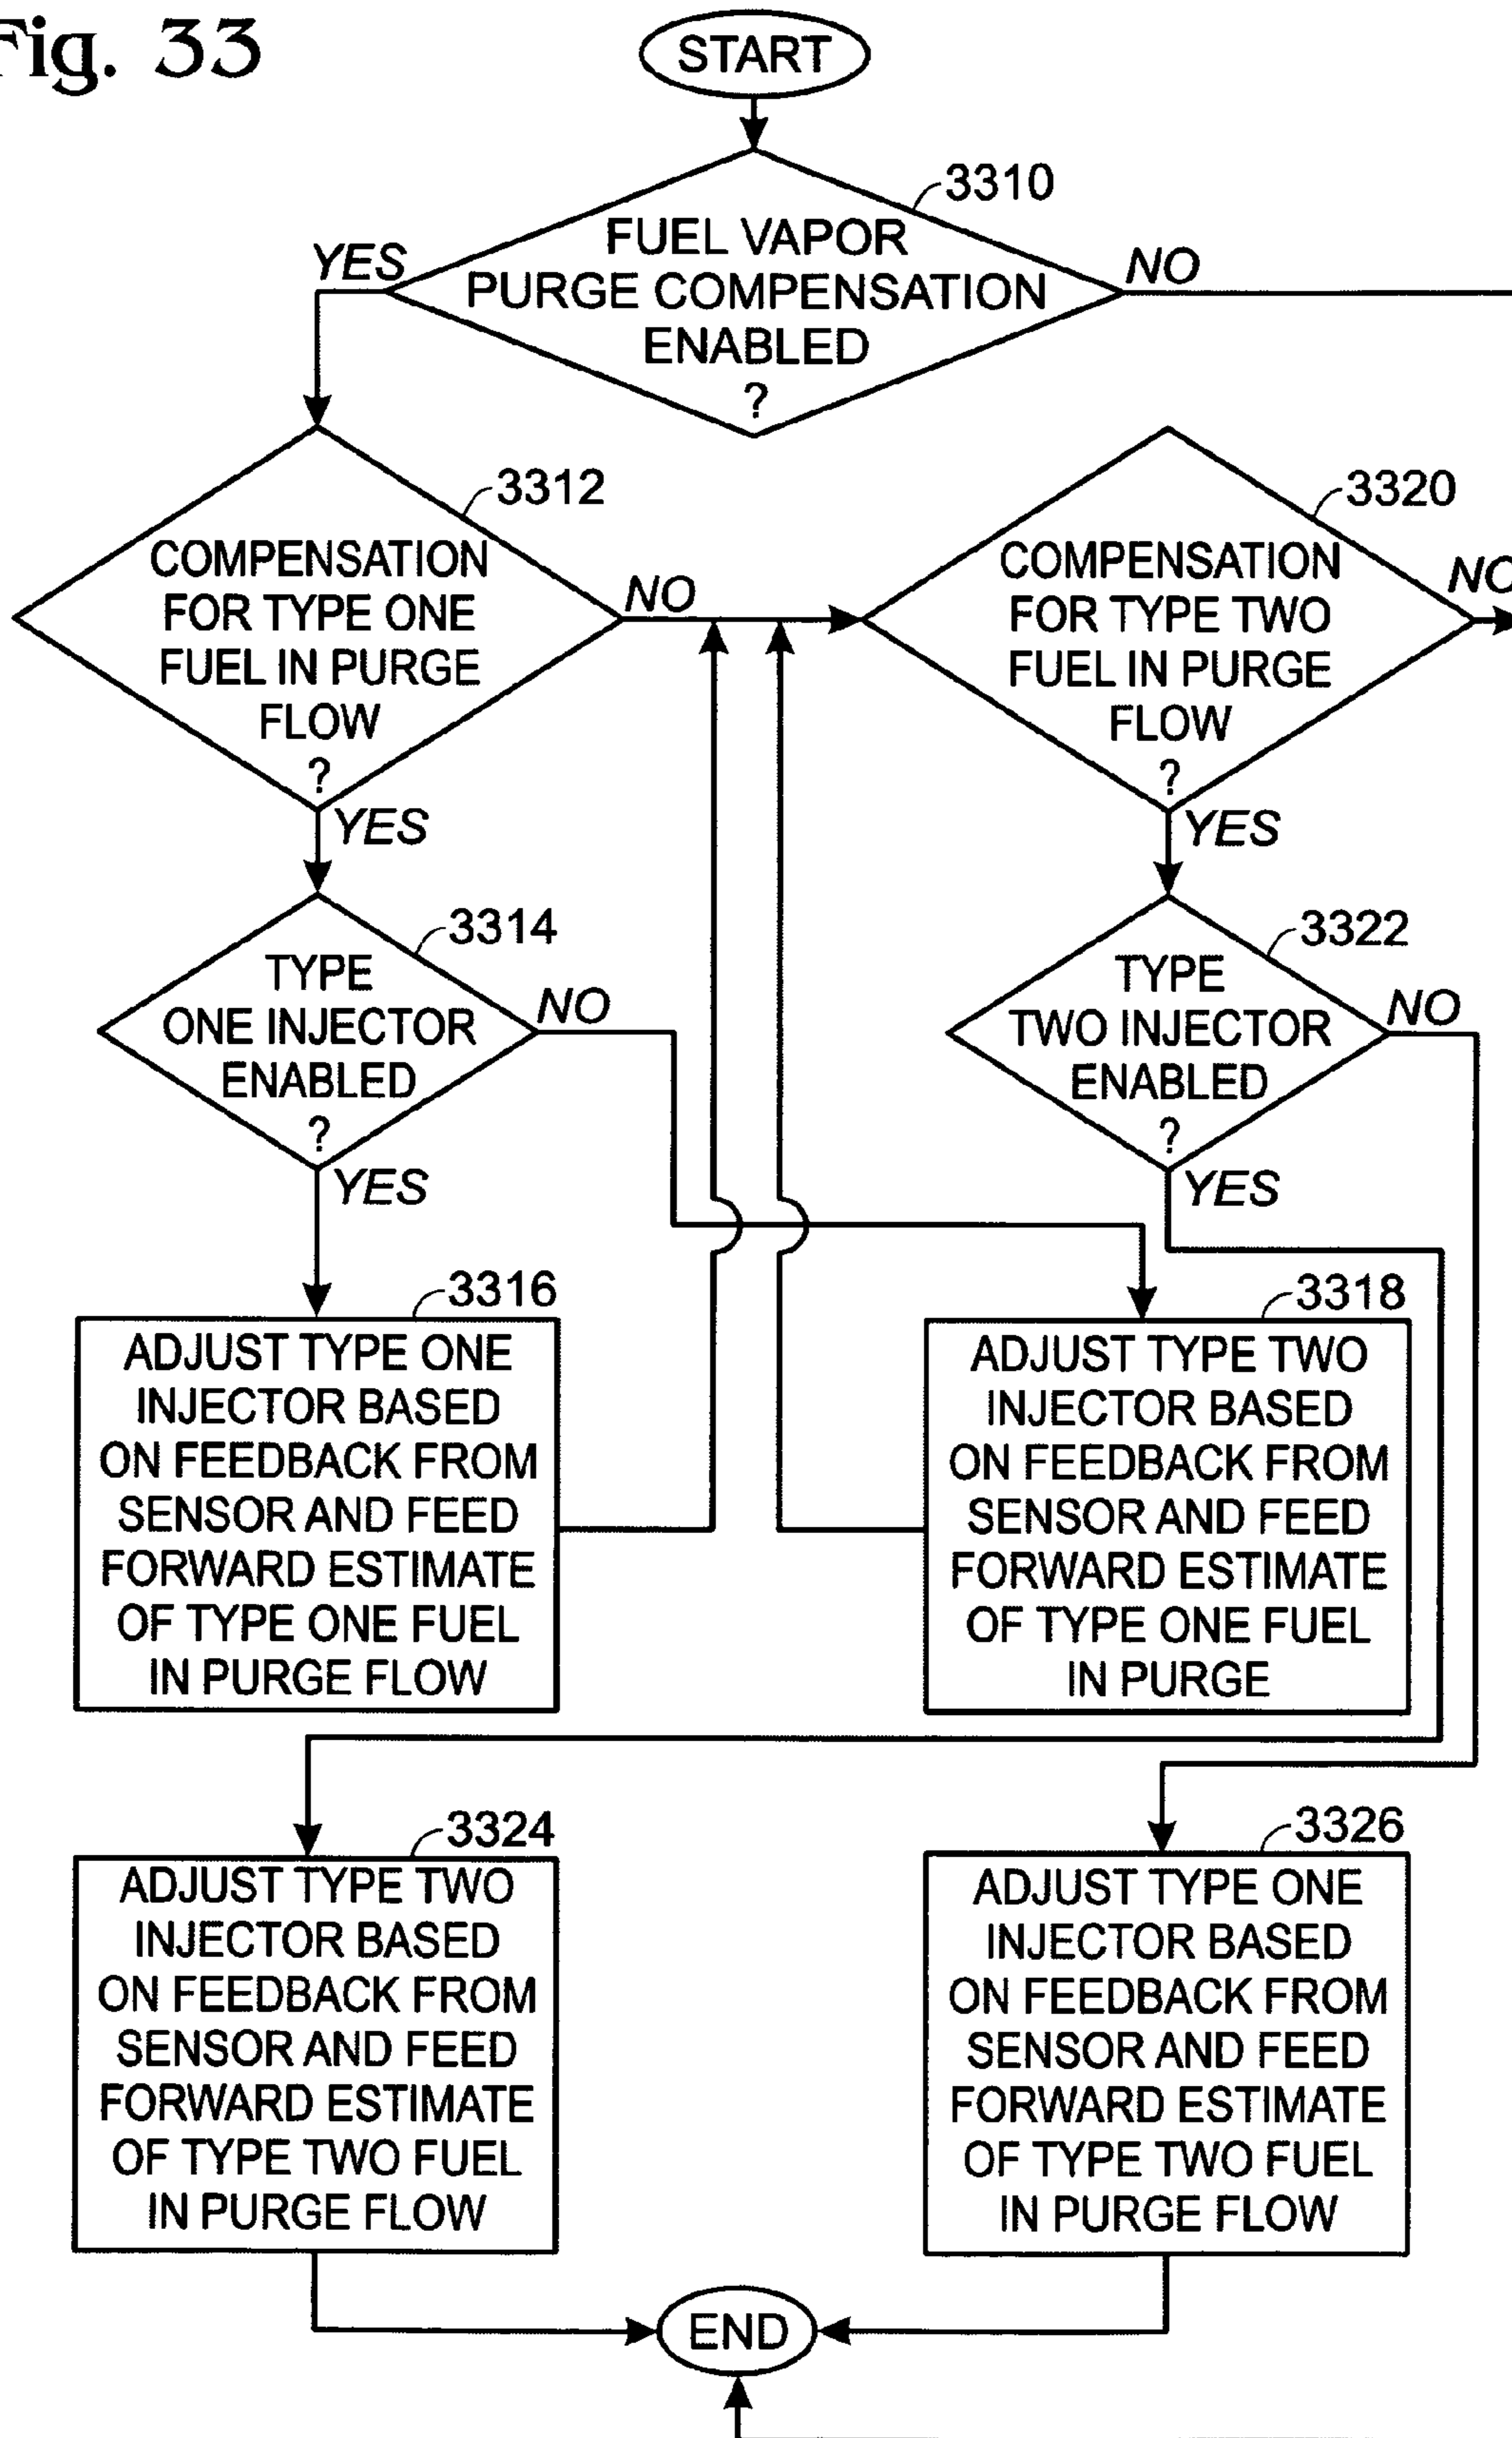 Fig. 33
START
3310
FUEL VAPOR
PURGE COMPENSATION
ENABLED
?
YES
NO
3312
COMPENSATION
FOR TYPE ONE
FUEL IN PURGE
FLOW
?
NO
YES
3320
COMPENSATION
FOR TYPE TWO
FUEL IN PURGE
FLOW
?
NO
YES
3314
TYPE
ONE INJECTOR
ENABLED
?
NO
YES
3322
TYPE
TWO INJECTOR
ENABLED
?
NO
YES
3316
ADJUST TYPE ONE
INJECTOR BASED
ON FEEDBACK FROM
SENSOR AND FEED
FORWARD ESTIMATE
OF TYPE ONE FUEL
IN PURGE FLOW
3318
ADJUST TYPE TWO
INJECTOR BASED
ON FEEDBACK FROM
SENSOR AND FEED
FORWARD ESTIMATE
OF TYPE ONE FUEL
IN PURGE
3324
ADJUST TYPE TWO
INJECTOR BASED
ON FEEDBACK FROM
SENSOR AND FEED
FORWARD ESTIMATE
OF TYPE TWO FUEL
IN PURGE FLOW
3326
ADJUST TYPE ONE
INJECTOR BASED
ON FEEDBACK FROM
SENSOR AND FEED
FORWARD ESTIMATE
OF TYPE TWO FUEL
IN PURGE FLOW
END